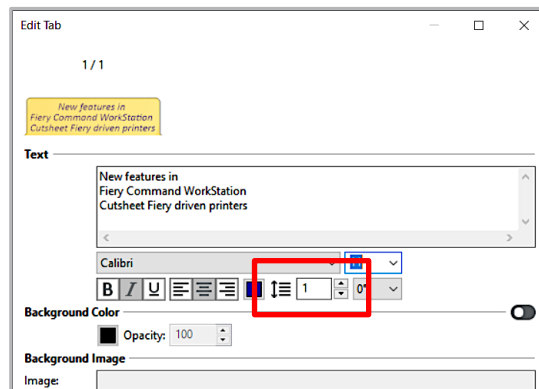 Edit Tab
1 / 1
New features in
Fiery Command WorkStation
Cutsheet Fiery driven printers
Text
New features in
Fiery Command WorkStation
Cutsheet Fiery driven printers
Calibri
B I U 1 0°
Background Color
Opacity: 100
Background Image
Image: